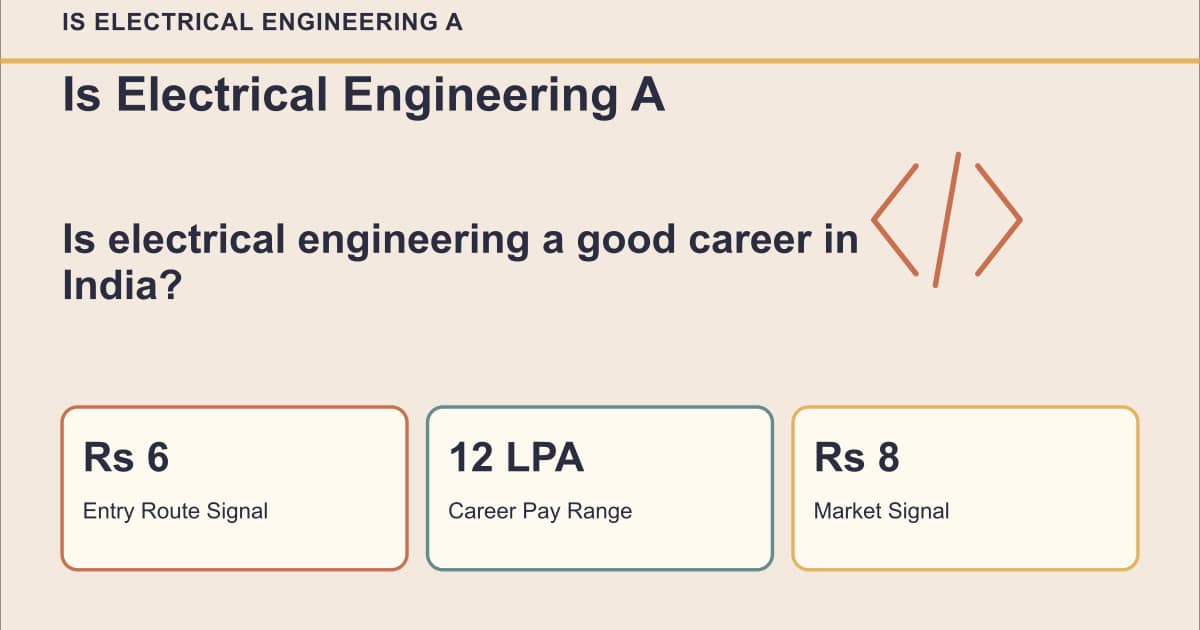 IS ELECTRICAL ENGINEERING A
Is Electrical Engineering A
Is electrical engineering a good career in
India?
Rs 6
Entry Route Signal
12 LPA
Career Pay Range
Rs 8
Market Signal